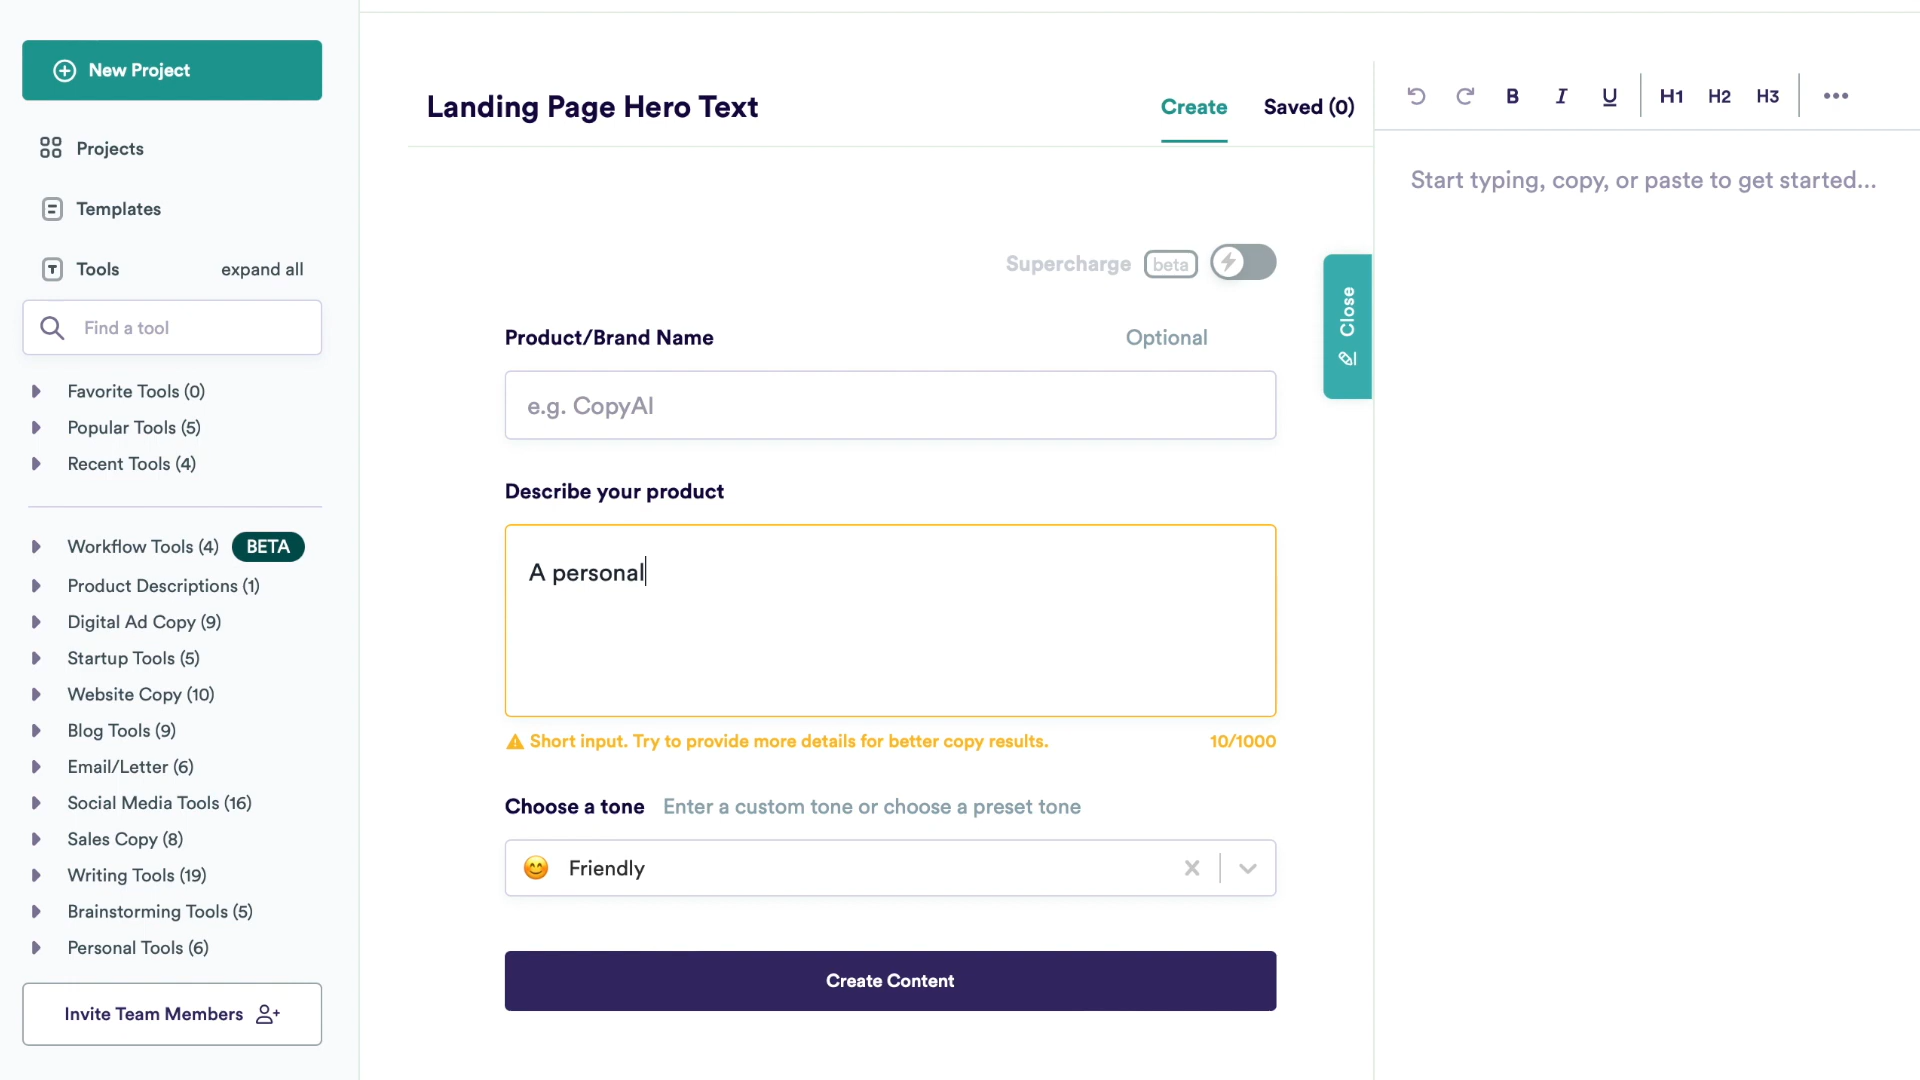 New Project
Projects
Templates
Tools
expand all
Find a tool
Favorite Tools (0)
Popular Tools (5)
Recent Tools (4)
Workflow Tools (4) BETA
Product Descriptions (1)
Digital Ad Copy (9)
Startup Tools (5)
Website Copy (10)
Blog Tools (9)
Email/Letter (6)
Social Media Tools (16)
Sales Copy (8)
Writing Tools (19)
Brainstorming Tools (5)
Personal Tools (6)
Invite Team Members
Landing Page Hero Text
Create
Saved (0)
Supercharge beta
Product/Brand Name
Optional
e.g. CopyAI
Describe your product
A personal
Short input. Try to provide more details for better copy results.
10/1000
Choose a tone Enter a custom tone or choose a preset tone
Friendly
Create Content
Close
B I U H1 H2 H3
Start typing, copy, or paste to get started...